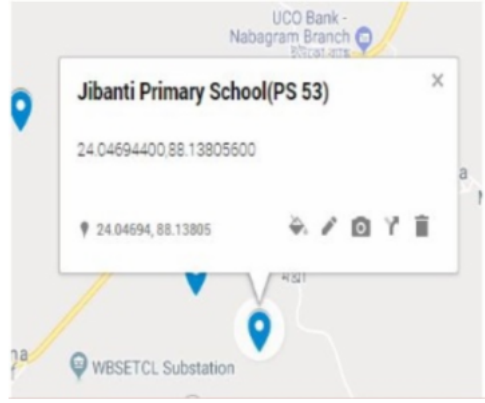 UCO Bank -
Nabagram Branch
Jibanti Primary School(PS 53)
×
24.04694400,88.13805600
24.04694, 88.13805
WBSETCL Substation